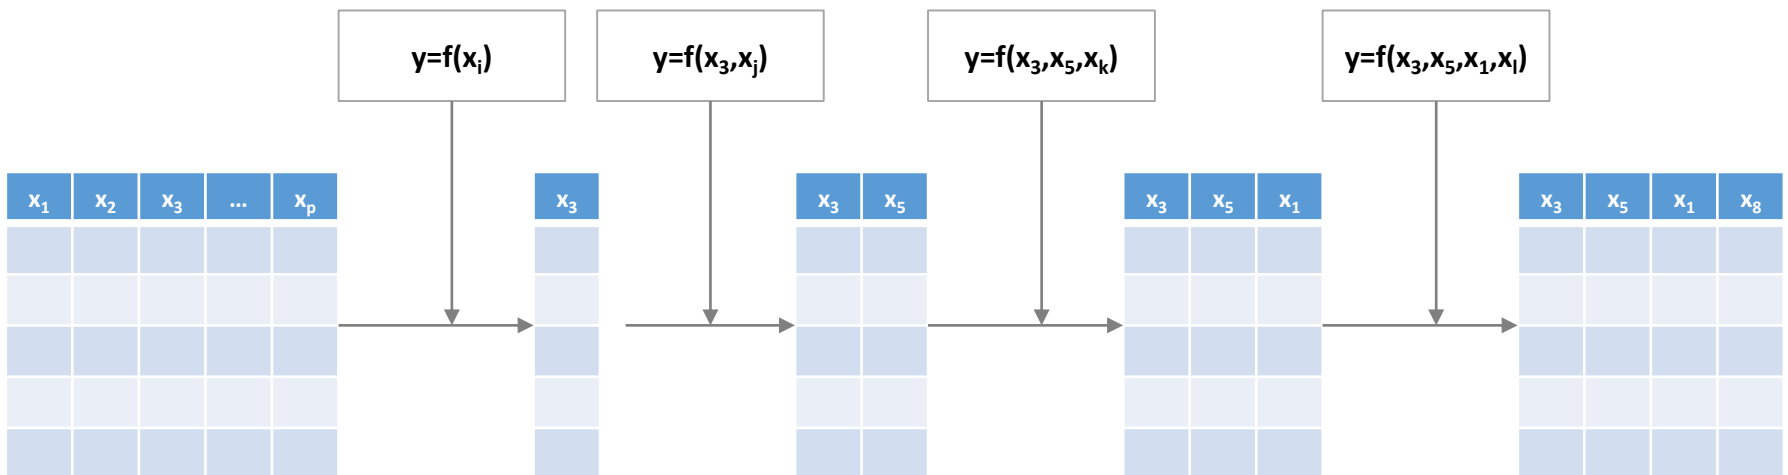 y=f(xᵢ)
y=f(x₃,xⱼ)
y=f(x₃,x₅,xₖ)
y=f(x₃,x₅,x₁,xₗ)
x₁ x₂ x₃ ... xₚ
x₃
x₃ x₅
x₃ x₅ x₁
x₃ x₅ x₁ x₈